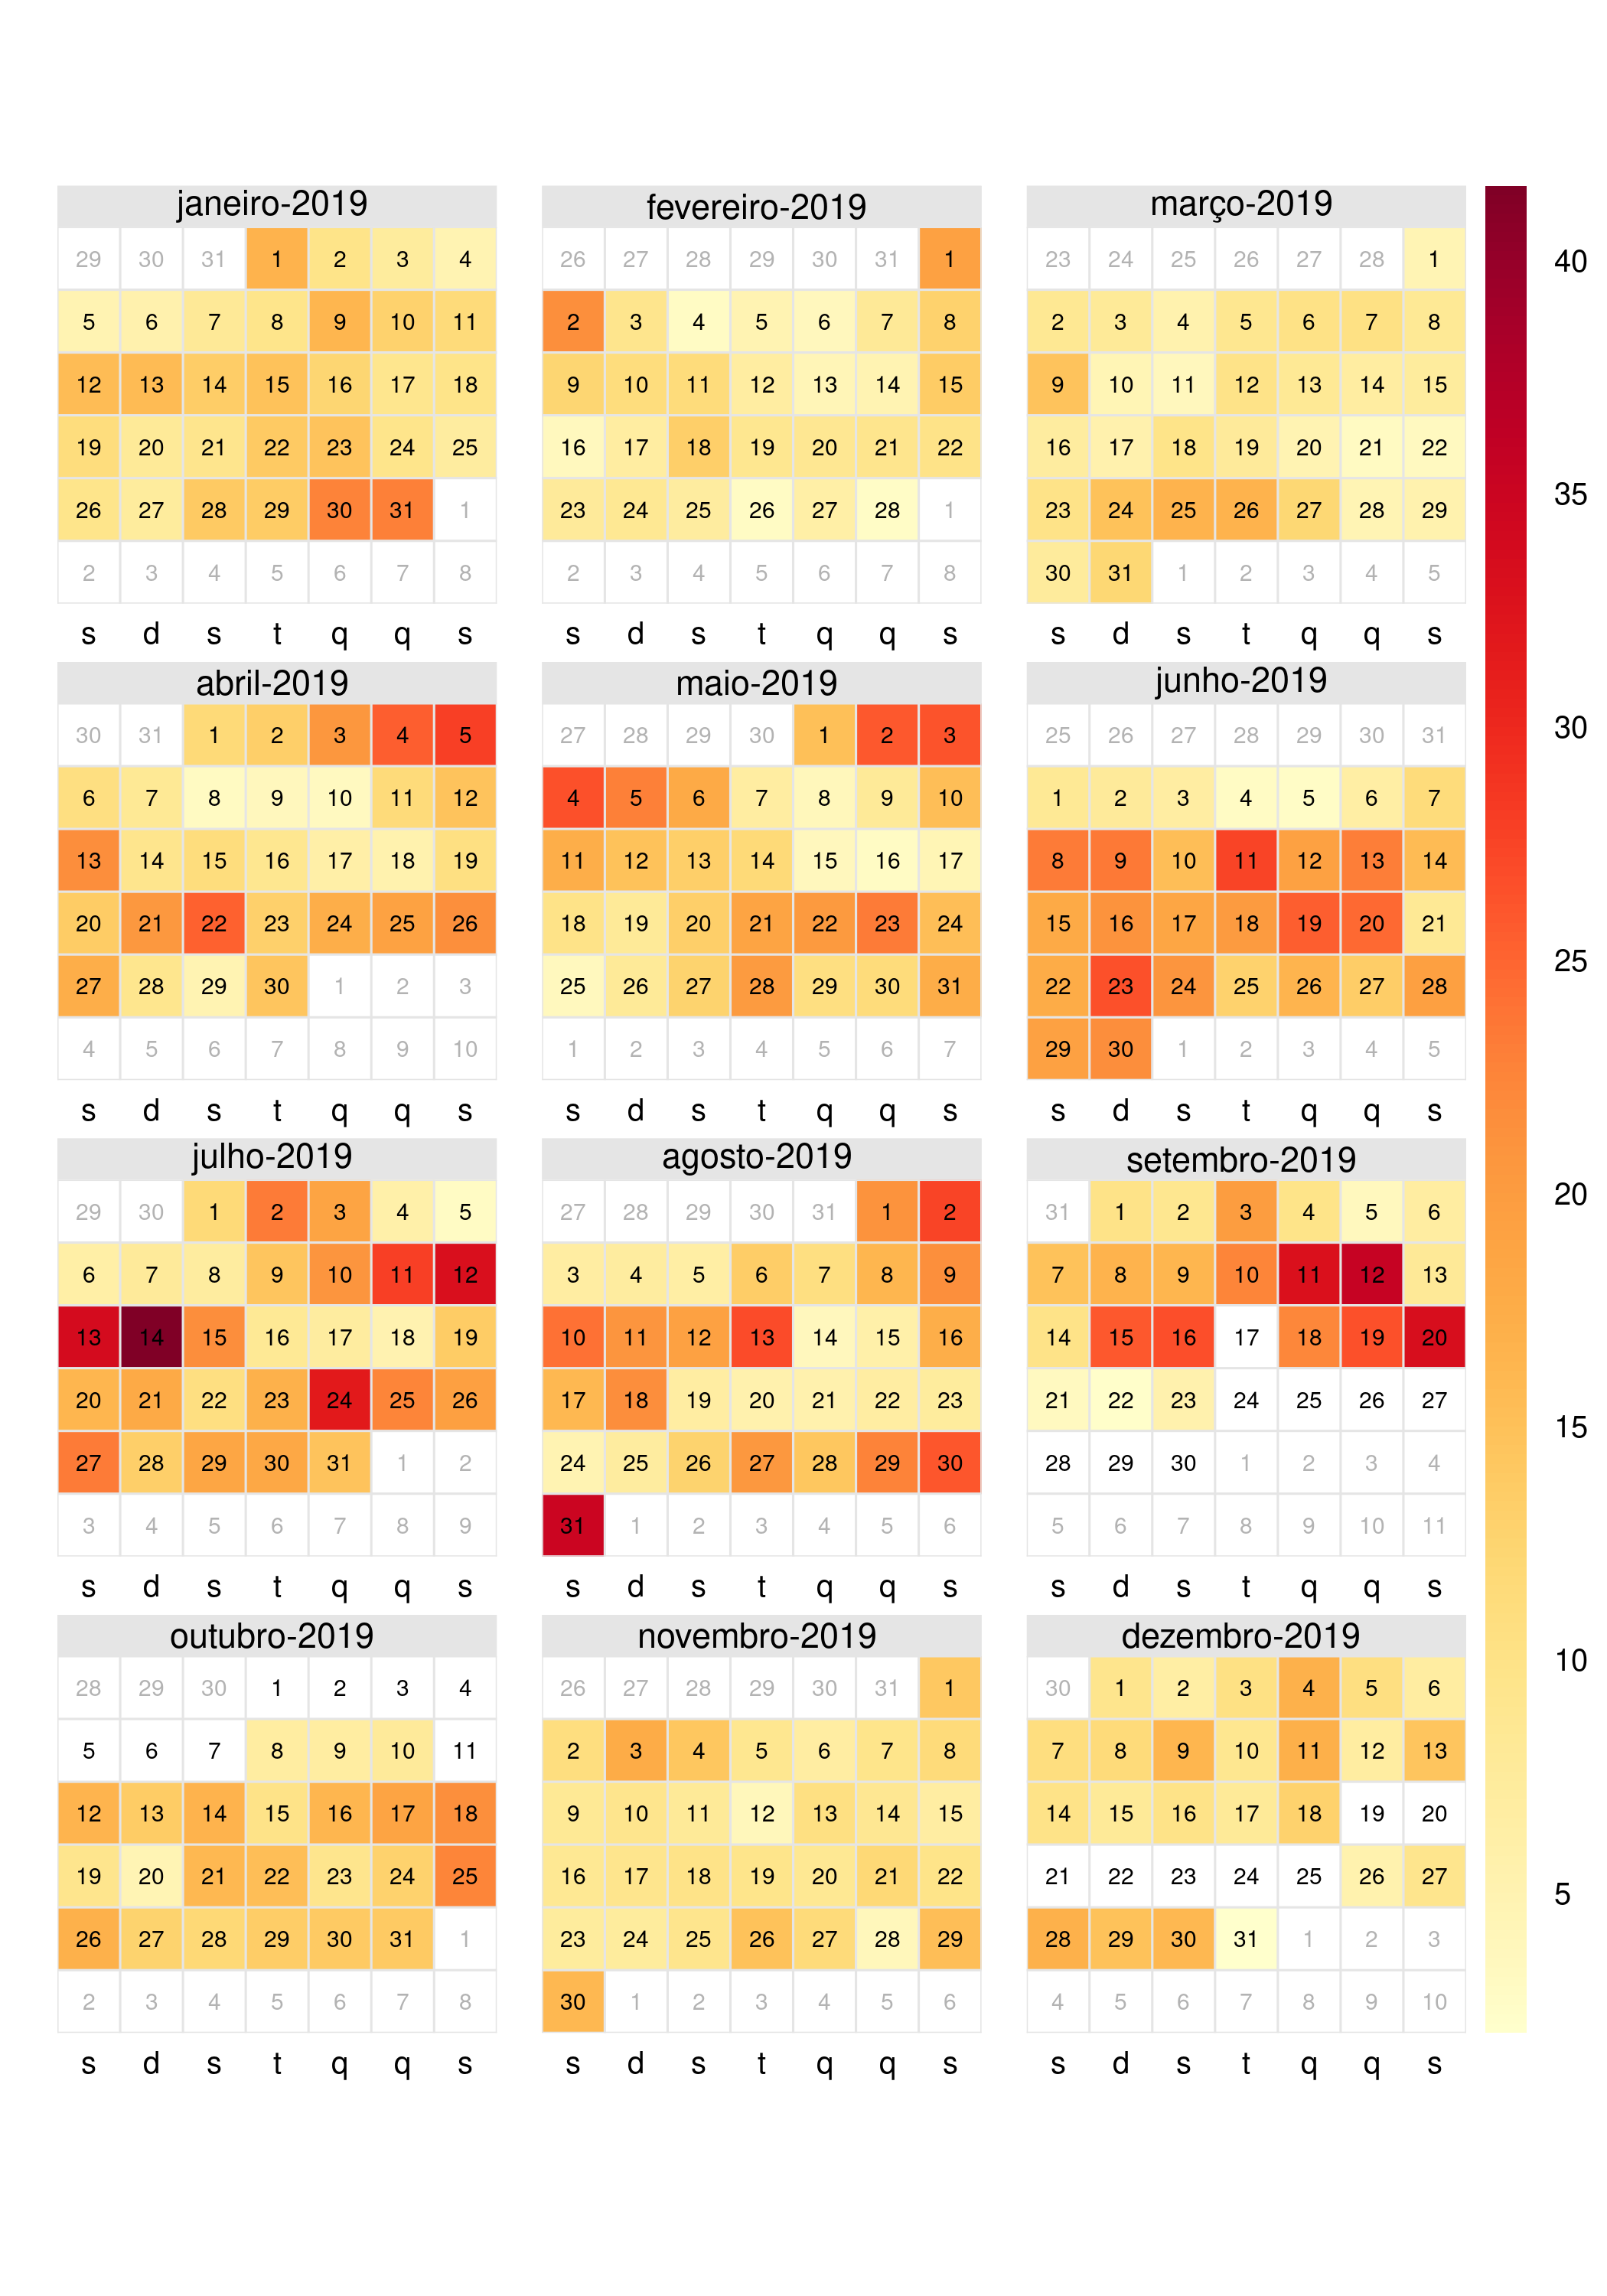 janeiro-2019 fevereiro-2019 março-2019
29 30 31 1 2 3 4 26 27 28 29 30 31 1 23 24 25 26 27 28 1 40
5 6 7 8 9 10 11 2 3 4 5 6 7 8 2 3 4 5 6 7 8
12 13 14 15 16 17 18 9 10 11 12 13 14 15 9 10 11 12 13 14 15
19 20 21 22 23 24 25 16 17 18 19 20 21 22 16 17 18 19 20 21 22
26 27 28 29 30 31 1 23 24 25 26 27 28 1 23 24 25 26 27 28 29 35
2 3 4 5 6 7 8 2 3 4 5 6 7 8 30 31 1 2 3 4 5
s d s t q q s s d s t q q s s d s t q q s
abril-2019 maio-2019 junho-2019
30 31 1 2 3 4 5 27 28 29 30 1 2 3 25 26 27 28 29 30 31 30
6 7 8 9 10 11 12 4 5 6 7 8 9 10 1 2 3 4 5 6 7
13 14 15 16 17 18 19 11 12 13 14 15 16 17 8 9 10 11 12 13 14
20 21 22 23 24 25 26 18 19 20 21 22 23 24 15 16 17 18 19 20 21
27 28 29 30 1 2 3 25 26 27 28 29 30 31 22 23 24 25 26 27 28 25
4 5 6 7 8 9 10 1 2 3 4 5 6 7 29 30 1 2 3 4 5
s d s t q q s s d s t q q s s d s t q q s
julho-2019 agosto-2019 setembro-2019
29 30 1 2 3 4 5 27 28 29 30 31 1 2 31 1 2 3 4 5 6 20
6 7 8 9 10 11 12 3 4 5 6 7 8 9 7 8 9 10 11 12 13
13 14 15 16 17 18 19 10 11 12 13 14 15 16 14 15 16 17 18 19 20
20 21 22 23 24 25 26 17 18 19 20 21 22 23 21 22 23 24 25 26 27
27 28 29 30 31 1 2 24 25 26 27 28 29 30 28 29 30 1 2 3 4 15
3 4 5 6 7 8 9 31 1 2 3 4 5 6 5 6 7 8 9 10 11
s d s t q q s s d s t q q s s d s t q q s
outubro-2019 novembro-2019 dezembro-2019
28 29 30 1 2 3 4 26 27 28 29 30 31 1 30 1 2 3 4 5 6 10
5 6 7 8 9 10 11 2 3 4 5 6 7 8 7 8 9 10 11 12 13
12 13 14 15 16 17 18 9 10 11 12 13 14 15 14 15 16 17 18 19 20
19 20 21 22 23 24 25 16 17 18 19 20 21 22 21 22 23 24 25 26 27 5
26 27 28 29 30 31 1 23 24 25 26 27 28 29 28 29 30 31 1 2 3
2 3 4 5 6 7 8 30 1 2 3 4 5 6 4 5 6 7 8 9 10
s d s t q q s s d s t q q s s d s t q q s